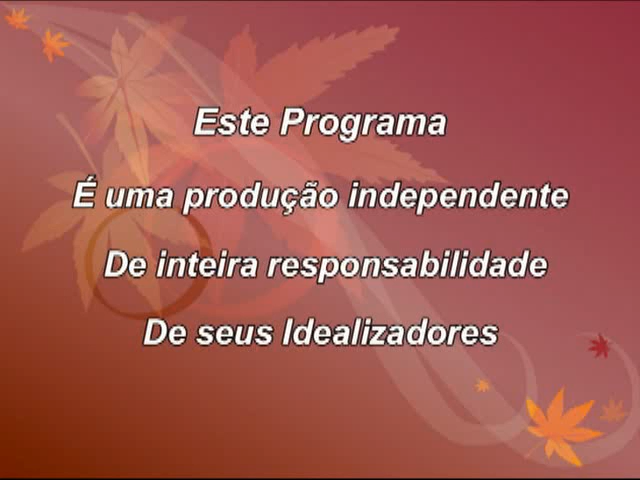 Este Programa
É uma produção independente
De inteira responsabilidade
De seus Idealizadores